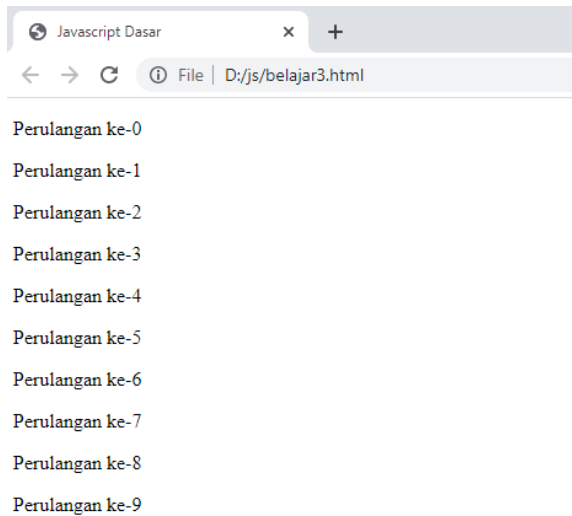 Javascript Dasar
File D:/js/belajar3.html
Perulangan ke-0
Perulangan ke-1
Perulangan ke-2
Perulangan ke-3
Perulangan ke-4
Perulangan ke-5
Perulangan ke-6
Perulangan ke-7
Perulangan ke-8
Perulangan ke-9